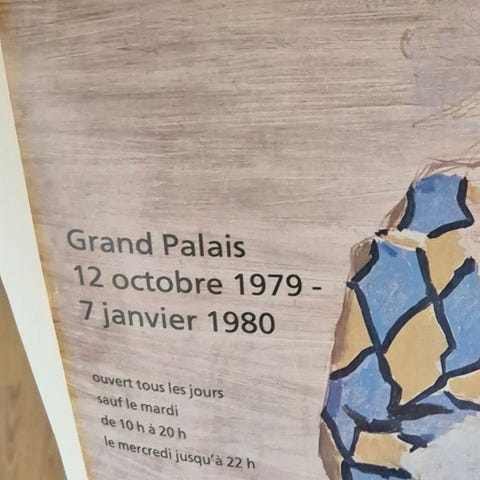 Grand Palais
12 octobre 1979 -
7 janvier 1980
ouvert tous les jours
sauf le mardi
de 10 h à 20 h
le mercredi jusqu'à 22 h